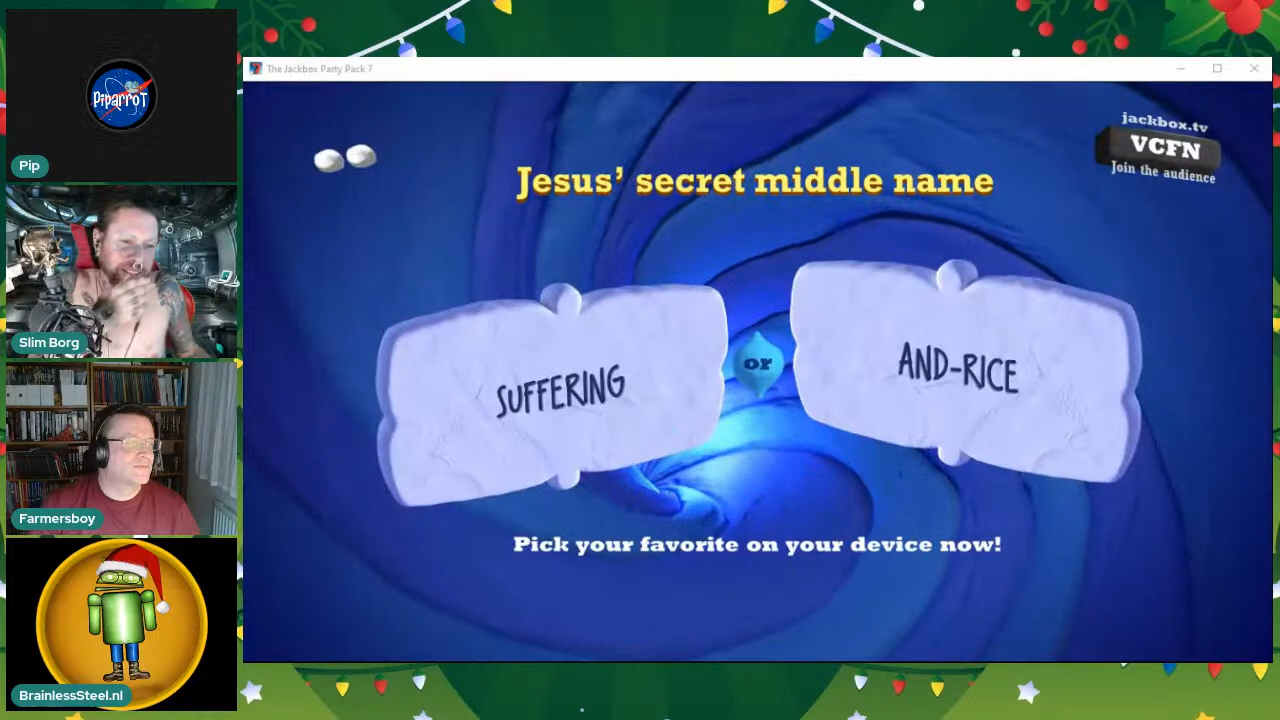 PiparroT
Pip
Slim Borg
Farmersboy
BrainlessSteel.nl
The Jackbox Party Pack 7
jackbox.tv
VCFN
Join the audience
Jesus’ secret middle name
SUFFERING
or
AND-RICE
Pick your favorite on your device now!